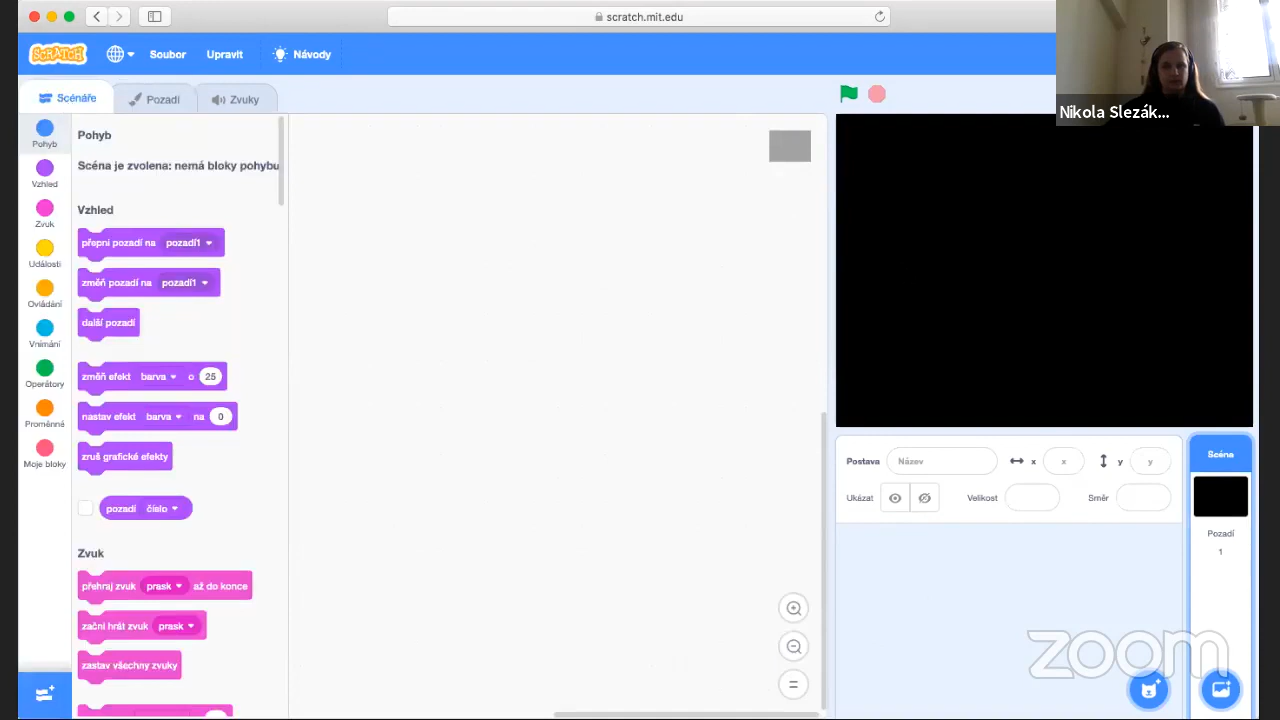 scratch.mit.edu
SCRATCH
Soubor
Upravit
Návody
Nikola Slezák...
Scénáře
Pozadí
Zvuky
Pohyb
Vzhled
Zvuk
Události
Ovládání
Vnímání
Operátory
Proměnné
Moje bloky
Pohyb
Scéna je zvolena: nemá bloky pohybu
Vzhled
přepni pozadí na pozadí1
změň pozadí na pozadí1
další pozadí
změň efekt barva o 25
nastav efekt barva na 0
zruš grafické efekty
pozadí číslo
Zvuk
přehraj zvuk prask až do konce
začni hrát zvuk prask
zastav všechny zvuky
Postava
Název
x
x
y
y
Ukázat
Velikost
Směr
Scéna
Pozadí
1
zoom